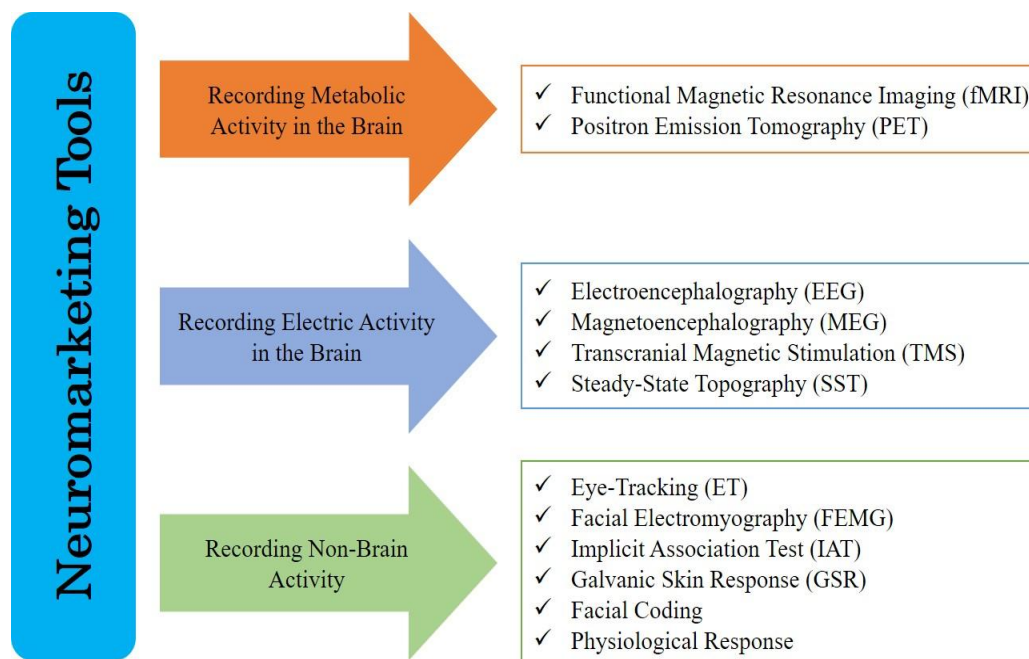 Neuromarketing Tools
Recording Metabolic
Activity in the Brain
✓ Functional Magnetic Resonance Imaging (fMRI)
✓ Positron Emission Tomography (PET)
Recording Electric Activity
in the Brain
✓ Electroencephalography (EEG)
✓ Magnetoencephalography (MEG)
✓ Transcranial Magnetic Stimulation (TMS)
✓ Steady-State Topography (SST)
Recording Non-Brain
Activity
✓ Eye-Tracking (ET)
✓ Facial Electromyography (FEMG)
✓ Implicit Association Test (IAT)
✓ Galvanic Skin Response (GSR)
✓ Facial Coding
✓ Physiological Response